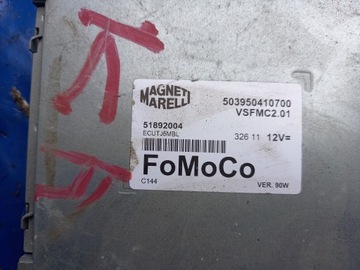 MAGNETI
MARELLI
503950410700
VSFMC2.01
51892004
ECUTJ6MBL
326 11 12V=
FoMoCo
C144
VER. 90W